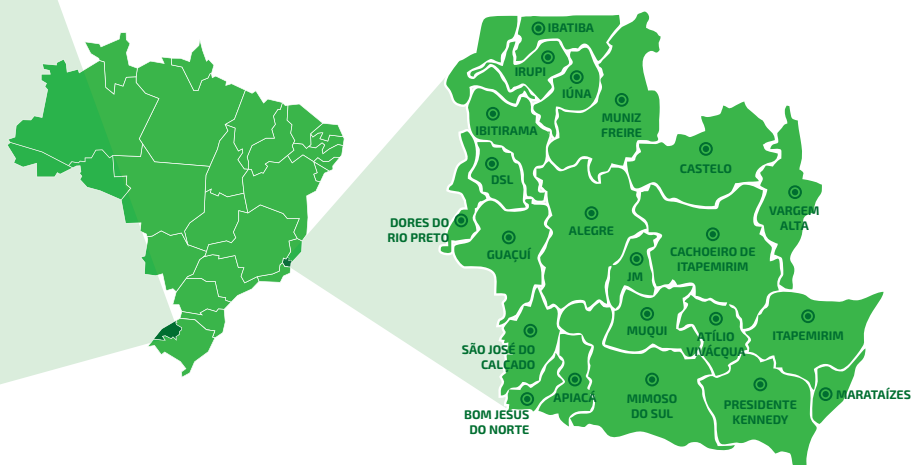 IBATIBA
IRUPI
IÚNA
MUNIZ
FREIRE
IBITIRAMA
CASTELO
DSL
VARGEM
ALTA
DORES DO
RIO PRETO
ALEGRE
GUAÇUÍ
CACHOEIRO DE
ITAPEMIRIM
JM
MUQUI
ATÍLIO
VIVÁCQUA
ITAPEMIRIM
SÃO JOSÉ DO
CALÇADO
APIACÁ
MIMOSO
DO SUL
PRESIDENTE
KENNEDY
MARATAÍZES
BOM JESUS
DO NORTE